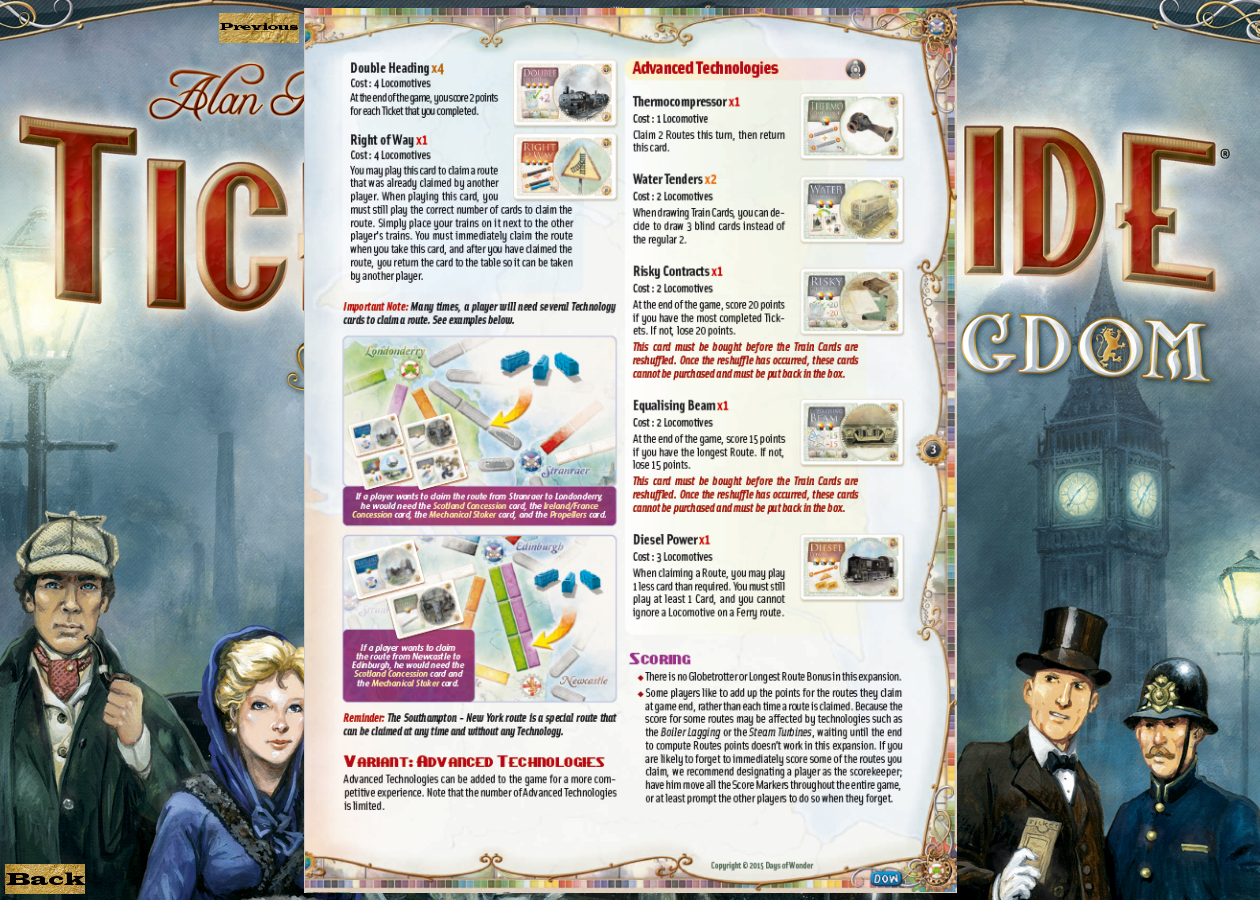 Previous
Alan
TIC
IDE
®
GDOM
Double Heading x4
Cost : 4 Locomotives
At the end of the game, you score 2 points
for each Ticket that you completed.
DOUBLE
+2
Right of Way x1
Cost : 4 Locomotives
RIGHT
You may play this card to claim a route
that was already claimed by another
player. When playing this card, you
must still play the correct number of cards to claim the
route. Simply place your trains on it next to the other
player's trains. You must immediately claim the route
when you take this card, and after you have claimed the
route, you return the card to the table so it can be taken
by another player.
Important Note: Many times, a player will need several Technology
cards to claim a route. See examples below.
Londonderry
Stranraer
If a player wants to claim the route from Stranraer to Londonderry,
he would need the Scotland Concession card, the Ireland/France
Concession card, the Mechanical Stoker card, and the Propellers card.
Edinburgh
Newcastle
If a player wants to claim
the route from Newcastle to
Edinburgh, he would need the
Scotland Concession card and
the Mechanical Stoker card.
Reminder: The Southampton - New York route is a special route that
can be claimed at any time and without any Technology.
Variant: Advanced Technologies
Advanced Technologies can be added to the game for a more com-
petitive experience. Note that the number of Advanced Technologies
is limited.
Advanced Technologies
Thermocompressor x1
Cost : 1 Locomotive
Claim 2 Routes this turn, then return
this card.
THERMO
Water Tenders x2
Cost : 2 Locomotives
When drawing Train Cards, you can de-
cide to draw 3 blind cards instead of
the regular 2.
WATER
Risky Contracts x1
Cost : 2 Locomotives
At the end of the game, score 20 points
if you have the most completed Tick-
ets. If not, lose 20 points.
RISKY
This card must be bought before the Train Cards are
reshuffled. Once the reshuffle has occurred, these cards
cannot be purchased and must be put back in the box.
Equalising Beam x1
Cost : 2 Locomotives
At the end of the game, score 15 points
if you have the longest Route. If not,
lose 15 points.
BEAM
This card must be bought before the Train Cards are
reshuffled. Once the reshuffle has occurred, these cards
cannot be purchased and must be put back in the box.
3
Diesel Power x1
Cost : 3 Locomotives
When claiming a Route, you may play
1 less card than required. You must still
play at least 1 Card, and you cannot
ignore a Locomotive on a Ferry route.
DIESEL
Scoring
There is no Globetrotter or Longest Route Bonus in this expansion.
Some players like to add up the points for the routes they claim
at game end, rather than each time a route is claimed. Because the
score for some routes may be affected by technologies such as
the Boiler Lagging or the Steam Turbines, waiting until the end
to compute Routes points doesn't work in this expansion. If you
are likely to forget to immediately score some of the routes you
claim, we recommend designating a player as the scorekeeper;
have him move all the Score Markers throughout the entire game,
or at least prompt the other players to do so when they forget.
Copyright © 2015 Days of Wonder
DOW
Back